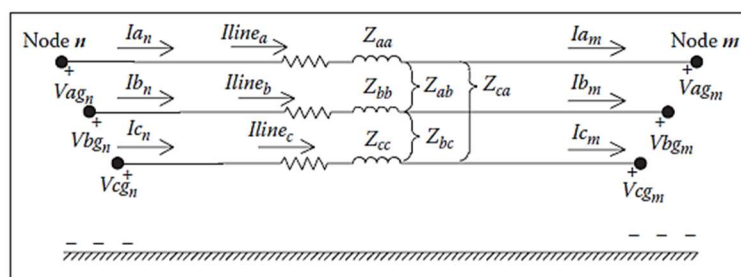 Node n Ia_n Iline_a Z_aa Ia_m Node m
+ Vag_n Ib_n Iline_b Z_bb Z_ab Z_ca Ib_m + Vag_m
+ Vbg_n Ic_n Iline_c Z_cc Z_bc Ic_m + Vbg_m
+ Vcg_n + Vcg_m
− − − − − −